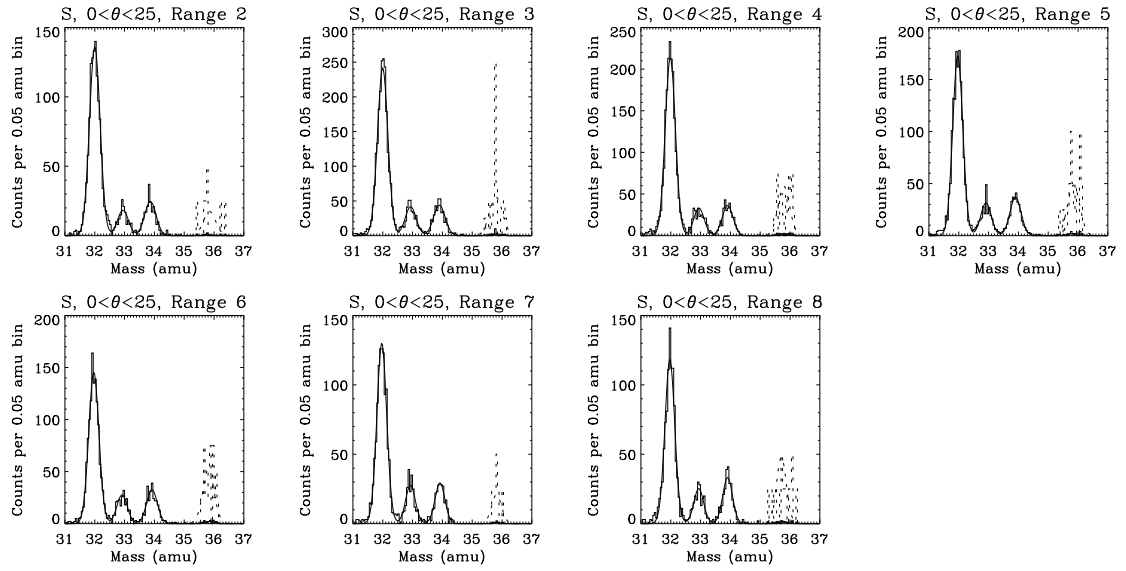 S, 0<θ<25, Range 2
S, 0<θ<25, Range 3
S, 0<θ<25, Range 4
S, 0<θ<25, Range 5
Counts per 0.05 amu bin
150
100
50
0
31 32 33 34 35 36 37
Mass (amu)
Counts per 0.05 amu bin
300
250
200
150
100
50
0
31 32 33 34 35 36 37
Mass (amu)
Counts per 0.05 amu bin
250
200
150
100
50
0
31 32 33 34 35 36 37
Mass (amu)
Counts per 0.05 amu bin
200
150
100
50
0
31 32 33 34 35 36 37
Mass (amu)
S, 0<θ<25, Range 6
S, 0<θ<25, Range 7
S, 0<θ<25, Range 8
Counts per 0.05 amu bin
200
150
100
50
0
31 32 33 34 35 36 37
Mass (amu)
Counts per 0.05 amu bin
150
100
50
0
31 32 33 34 35 36 37
Mass (amu)
Counts per 0.05 amu bin
150
100
50
0
31 32 33 34 35 36 37
Mass (amu)